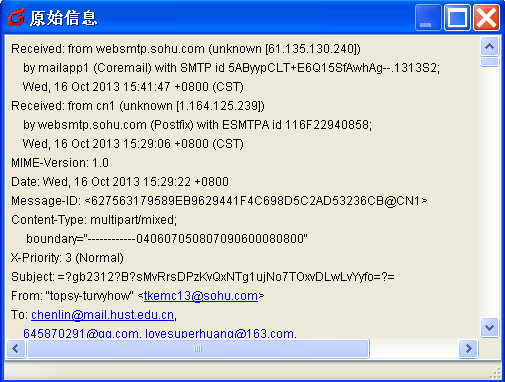 原始信息
Received: from websmtp.sohu.com (unknown [61.135.130.240])
by mailapp1 (Coremail) with SMTP id 5AByypCLT+E6Q15SfAwhAg--.1313S2;
Wed, 16 Oct 2013 15:41:47 +0800 (CST)
Received: from cn1 (unknown [1.164.125.239])
by websmtp.sohu.com (Postfix) with ESMTPA id 116F22940858;
Wed, 16 Oct 2013 15:29:06 +0800 (CST)
MIME-Version: 1.0
Date: Wed, 16 Oct 2013 15:29:22 +0800
Message-ID: <627563179589EB9629441F4C698D5C2AD53236CB@CN1>
Content-Type: multipart/mixed;
boundary="------------040607050807090600080800"
X-Priority: 3 (Normal)
Subject: =?gb2312?B?sMvRrsDPzKvQxNTg1ujNo7TOxvDLwLvYyfo=?=
From: "topsy-turvyhow" <tkemc13@sohu.com>
To: chenlin@mail.hust.edu.cn,
645870291@qq.com, lovesuperhuang@163.com,